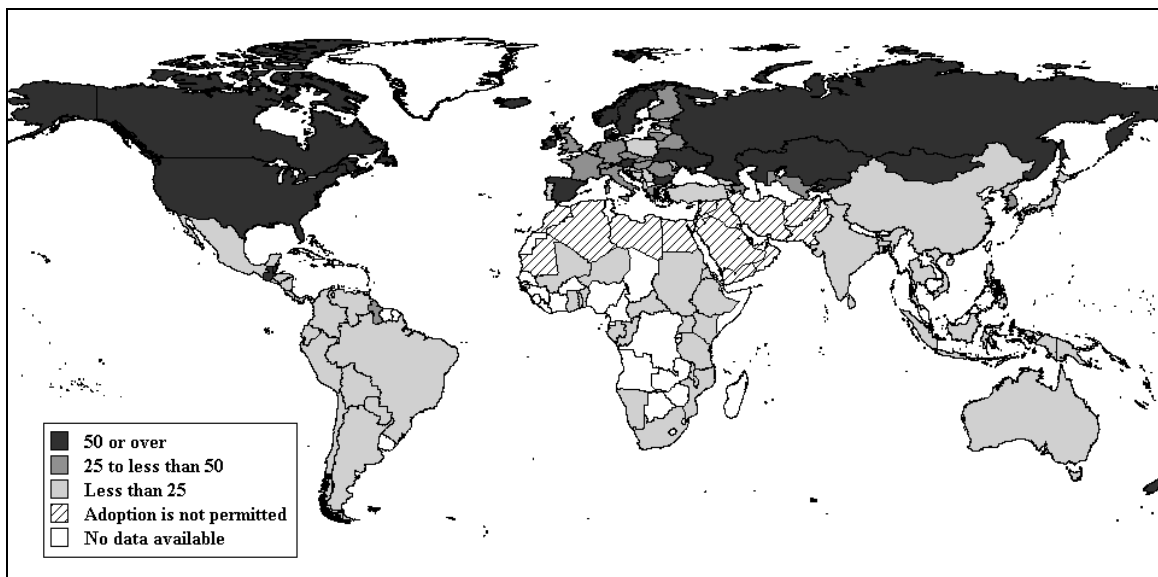 50 or over
25 to less than 50
Less than 25
Adoption is not permitted
No data available